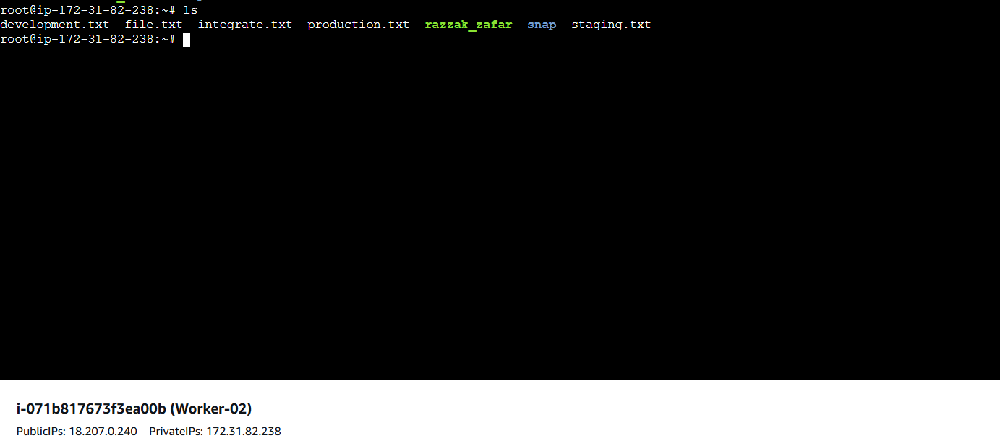 root@ip-172-31-82-238:~# ls
development.txt  file.txt  integrate.txt  production.txt  razzak_zafar  snap  staging.txt
root@ip-172-31-82-238:~#
i-071b817673f3ea00b (Worker-02)
PublicIPs: 18.207.0.240 PrivateIPs: 172.31.82.238